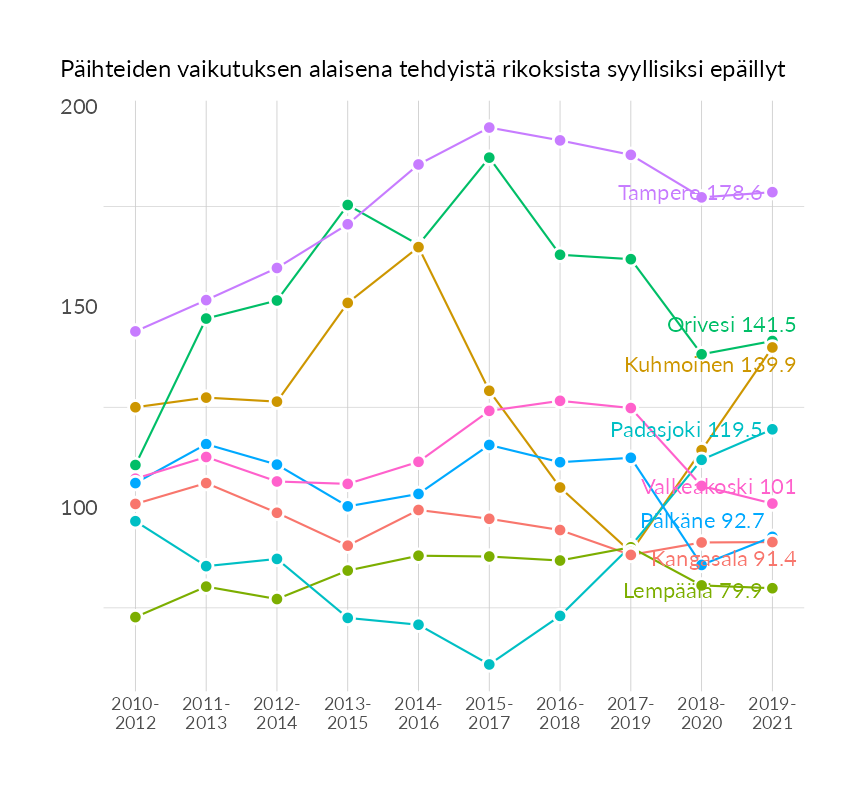 Päihteiden vaikutuksen alaisena tehdyistä rikoksista syyllisiksi epäillyt
200
Tampere 178.6
150
Orivesi 141.5
Kuhmoinen 139.9
Padasjoki 119.5
Valkeakoski 101
100
Pälkäne 92.7
Kangasala 91.4
Lempäälä 79.9
2010- 2011- 2012- 2013- 2014- 2015- 2016- 2017- 2018- 2019-
2012 2013 2014 2015 2016 2017 2018 2019 2020 2021